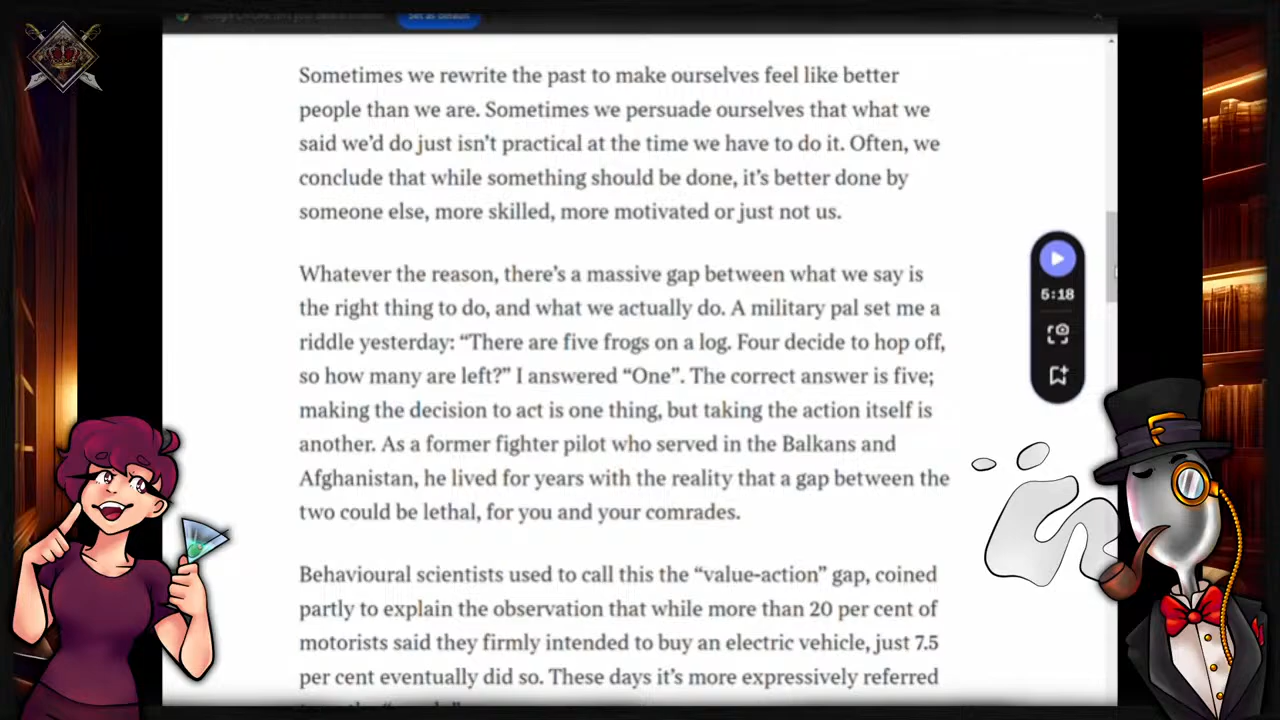 Set as default
Sometimes we rewrite the past to make ourselves feel like better
people than we are. Sometimes we persuade ourselves that what we
said we’d do just isn’t practical at the time we have to do it. Often, we
conclude that while something should be done, it’s better done by
someone else, more skilled, more motivated or just not us.
Whatever the reason, there’s a massive gap between what we say is
the right thing to do, and what we actually do. A military pal set me a
riddle yesterday: “There are five frogs on a log. Four decide to hop off,
so how many are left?” I answered “One”. The correct answer is five;
making the decision to act is one thing, but taking the action itself is
another. As a former fighter pilot who served in the Balkans and
Afghanistan, he lived for years with the reality that a gap between the
two could be lethal, for you and your comrades.
5:18
Behavioural scientists used to call this the “value-action” gap, coined
partly to explain the observation that while more than 20 per cent of
motorists said they firmly intended to buy an electric vehicle, just 7.5
per cent eventually did so. These days it’s more expressively referred